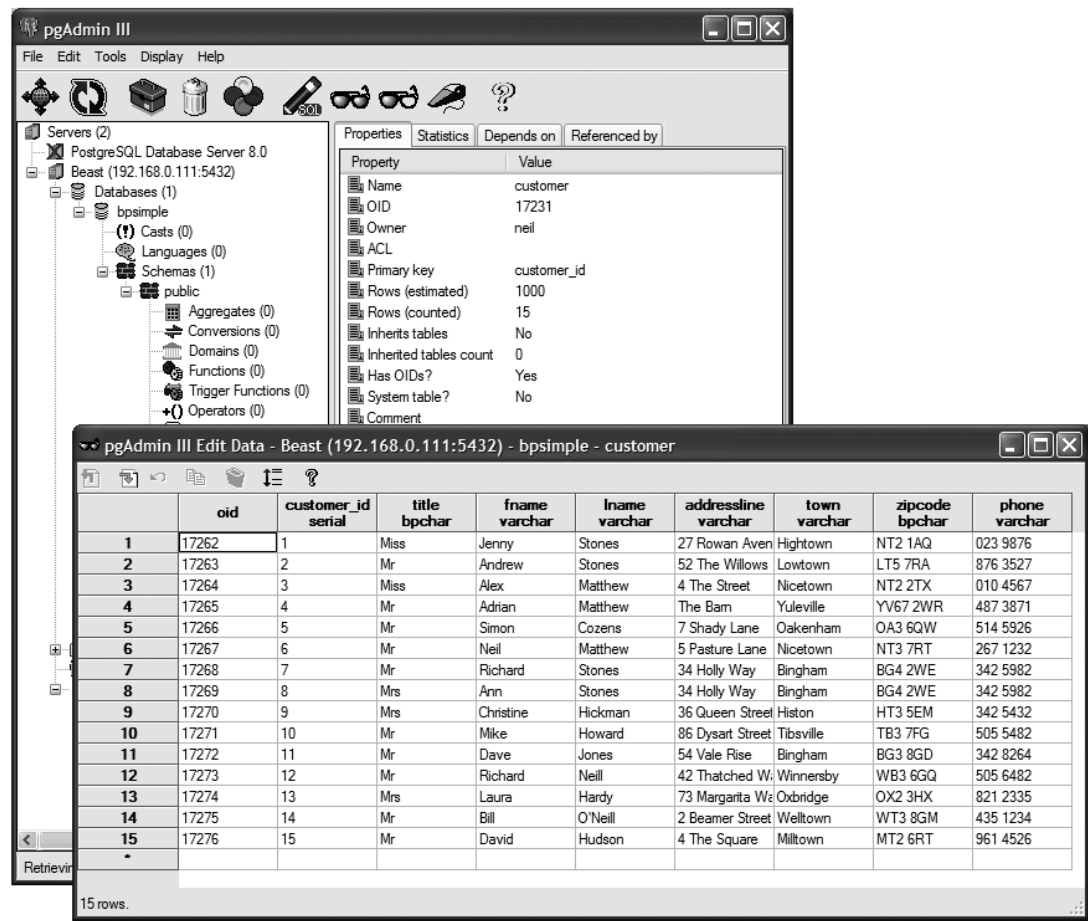 pgAdmin III
File Edit Tools Display Help
SQL
Servers (2)
PostgreSQL Database Server 8.0
Beast (192.168.0.111:5432)
Databases (1)
bpsimple
Casts (0)
Languages (0)
Schemas (1)
public
Aggregates (0)
Conversions (0)
Domains (0)
Functions (0)
Trigger Functions (0)
Operators (0)
Properties Statistics Depends on Referenced by
Property Value
Name customer
OID 17231
Owner neil
ACL
Primary key customer_id
Rows (estimated) 1000
Rows (counted) 15
Inherits tables No
Inherited tables count 0
Has OIDs? Yes
System table? No
Comment
Retrievin
pgAdmin III Edit Data - Beast (192.168.0.111:5432) - bpsimple - customer
oid customer_id title fname lname addressline town zipcode phone
serial bpchar varchar varchar varchar varchar bpchar varchar
1 17262 1 Miss Jenny Stones 27 Rowan Aven Hightown NT2 1AQ 023 9876
2 17263 2 Mr Andrew Stones 52 The Willows Lowtown LT5 7RA 876 3527
3 17264 3 Miss Alex Matthew 4 The Street Nicetown NT2 2TX 010 4567
4 17265 4 Mr Adrian Matthew The Barn Yuleville YV67 2WR 487 3871
5 17266 5 Mr Simon Cozens 7 Shady Lane Oakenham OA3 6QW 514 5926
6 17267 6 Mr Neil Matthew 5 Pasture Lane Nicetown NT3 7RT 267 1232
7 17268 7 Mr Richard Stones 34 Holly Way Bingham BG4 2WE 342 5982
8 17269 8 Mrs Ann Stones 34 Holly Way Bingham BG4 2WE 342 5982
9 17270 9 Mrs Christine Hickman 36 Queen Street Histon HT3 5EM 342 5432
10 17271 10 Mr Mike Howard 86 Dysart Street Tibsville TB3 7FG 505 5482
11 17272 11 Mr Dave Jones 54 Vale Rise Bingham BG3 8GD 342 8264
12 17273 12 Mr Richard Neill 42 Thatched Wa Winnersby WB3 6GQ 505 6482
13 17274 13 Mrs Laura Hardy 73 Margarita Wa Oxbridge OX2 3HX 821 2335
14 17275 14 Mr Bill O'Neill 2 Beamer Street Welltown WT3 8GM 435 1234
15 17276 15 Mr David Hudson 4 The Square Milltown MT2 6RT 961 4526
*
15 rows.